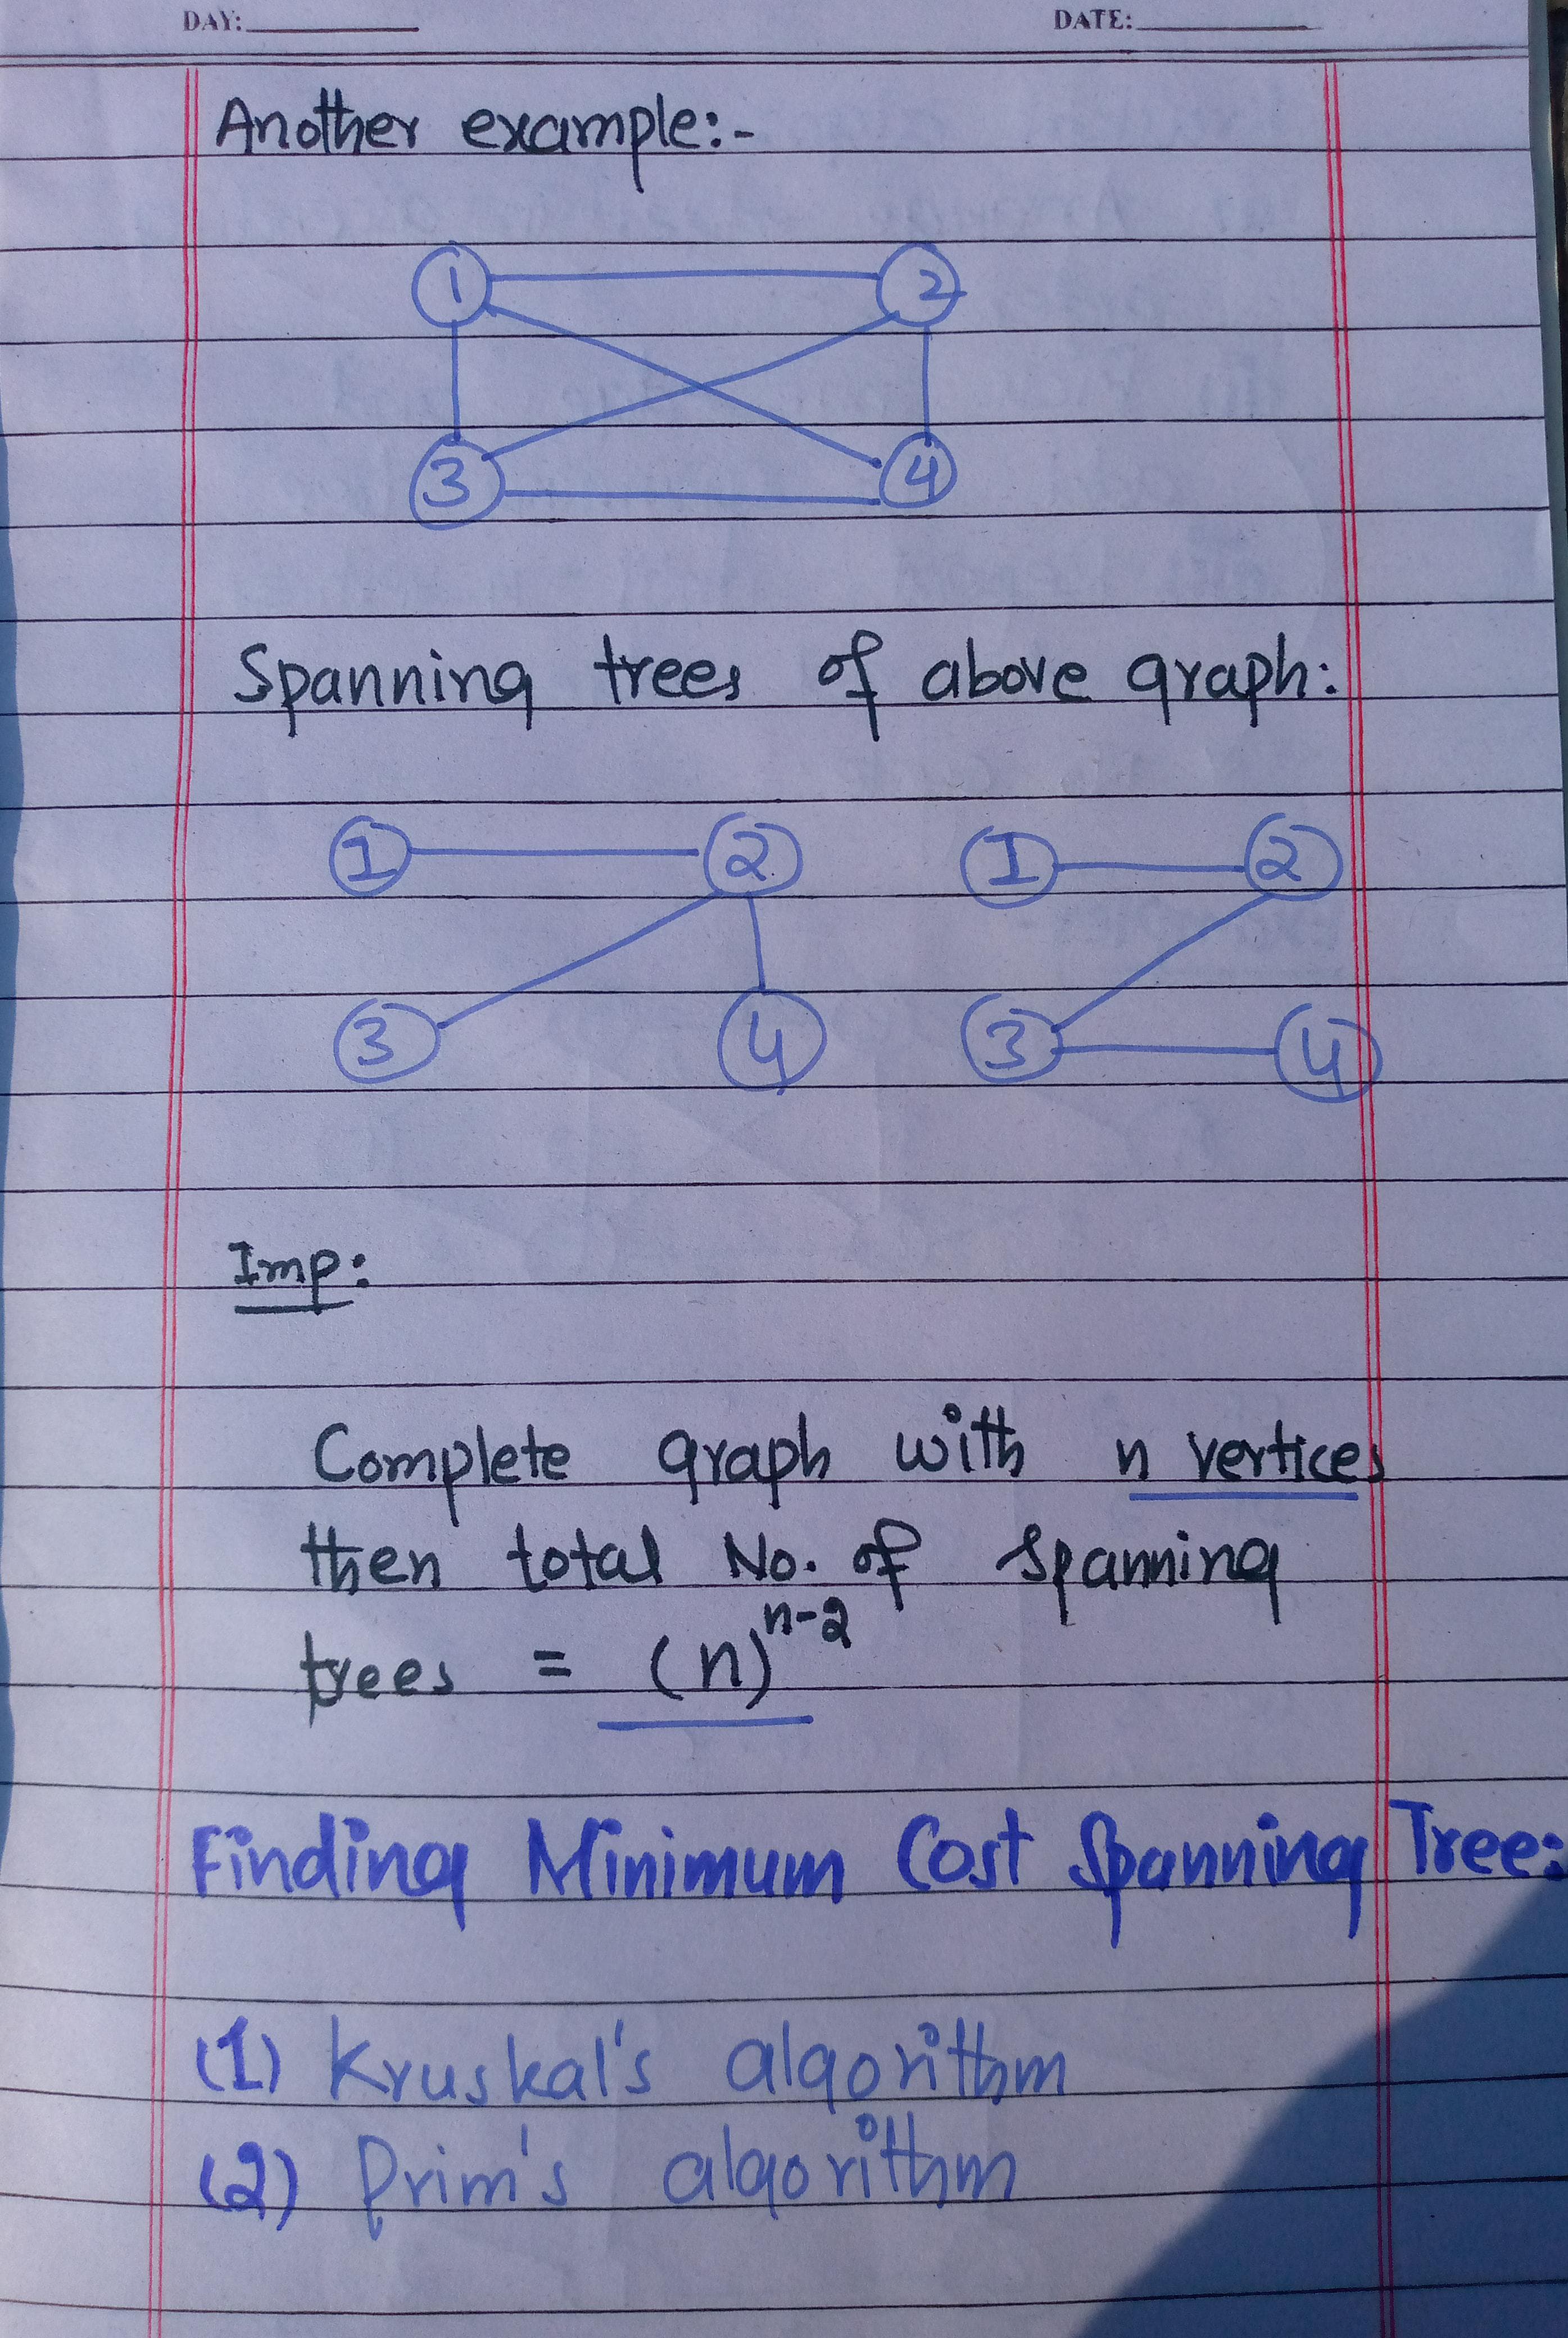 DAY: DATE:
Another example:-
1 2
3 4
Spanning trees of above graph:
1 2 1 2
3 4 3 4
Imp:
Complete graph with n vertices
then total No. of spanning
trees = (n)^{n-2}
Finding Minimum Cost Spanning Tree:
(1) Kruskal's algorithm
(2) Prim's algorithm